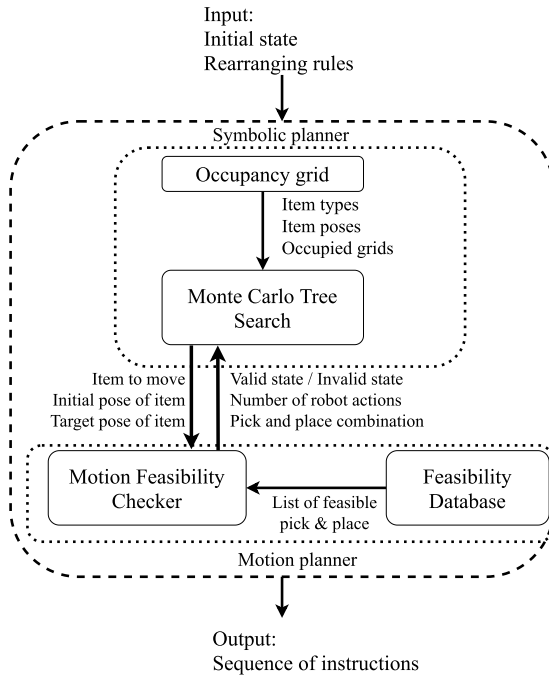 Input:
Initial state
Rearranging rules
Symbolic planner
Occupancy grid
Item types
Item poses
Occupied grids
Monte Carlo Tree
Search
Item to move
Initial pose of item
Target pose of item
Valid state / Invalid state
Number of robot actions
Pick and place combination
Motion Feasibility
Checker
List of feasible
pick & place
Feasibility
Database
Motion planner
Output:
Sequence of instructions